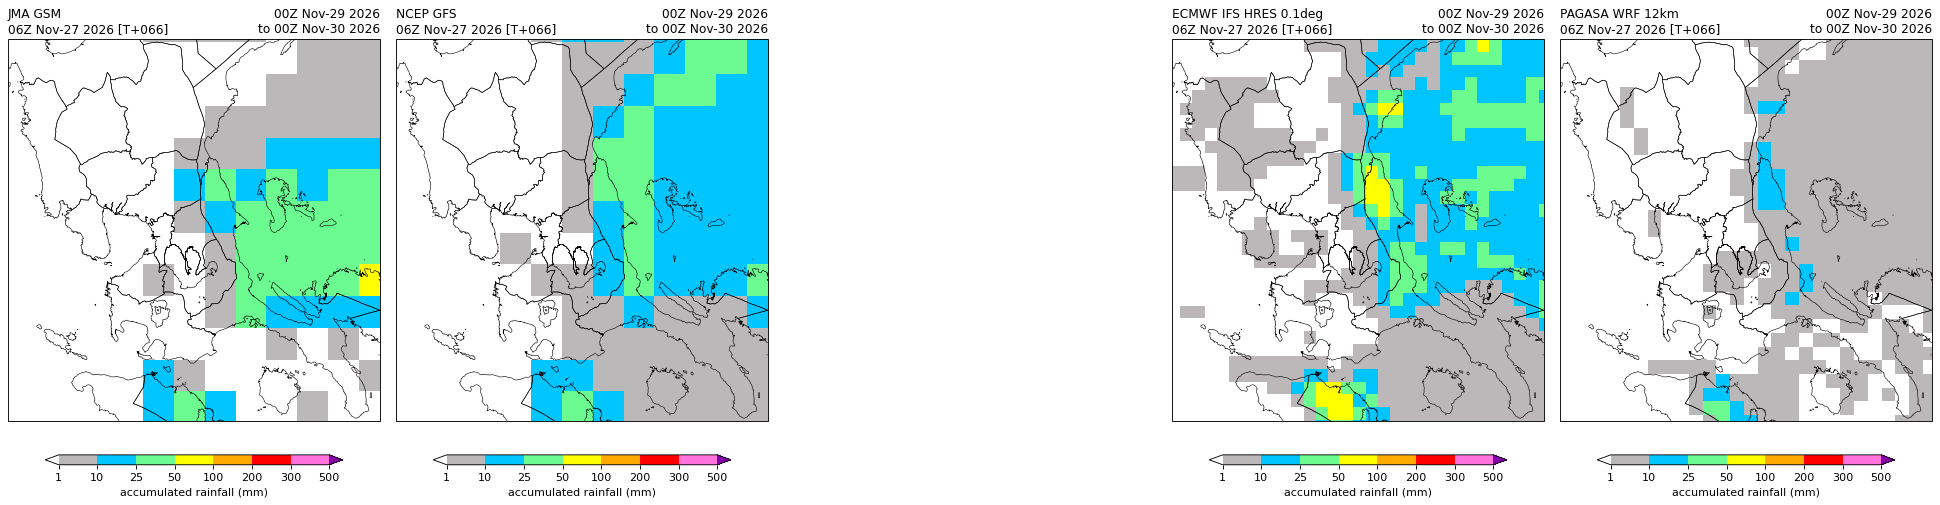 JMA GSM 00Z Nov-29 2026
06Z Nov-27 2026 [T+066] to 00Z Nov-30 2026
NCEP GFS 00Z Nov-29 2026
06Z Nov-27 2026 [T+066] to 00Z Nov-30 2026
ECMWF IFS HRES 0.1deg 00Z Nov-29 2026
06Z Nov-27 2026 [T+066] to 00Z Nov-30 2026
PAGASA WRF 12km 00Z Nov-29 2026
06Z Nov-27 2026 [T+066] to 00Z Nov-30 2026
1 10 25 50 100 200 300 500
accumulated rainfall (mm)
1 10 25 50 100 200 300 500
accumulated rainfall (mm)
1 10 25 50 100 200 300 500
accumulated rainfall (mm)
1 10 25 50 100 200 300 500
accumulated rainfall (mm)